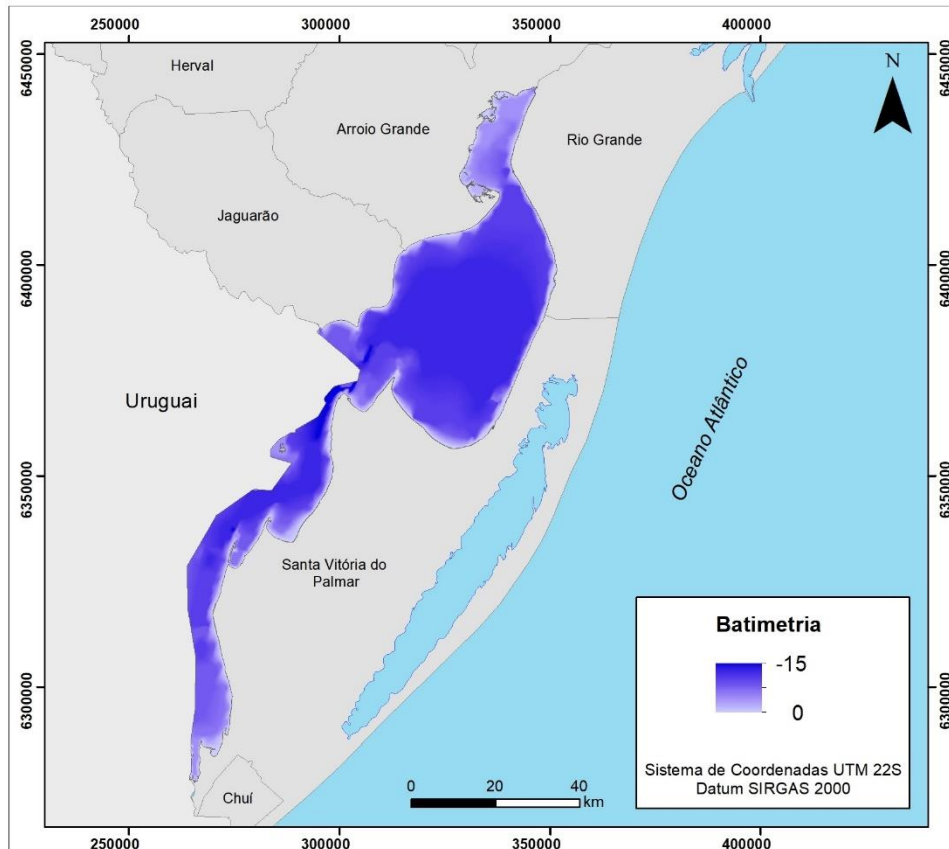 250000 300000 350000 400000
6450000 6450000
Herval
N
Arroio Grande
Rio Grande
Jaguarão
6400000 6400000
Uruguai
Oceano Atlântico
6350000 6350000
Santa Vitória do
Palmar
Batimetria
-15
0
6300000 6300000
Sistema de Coordenadas UTM 22S
Datum SIRGAS 2000
0 20 40
km
Chuí
250000 300000 350000 400000